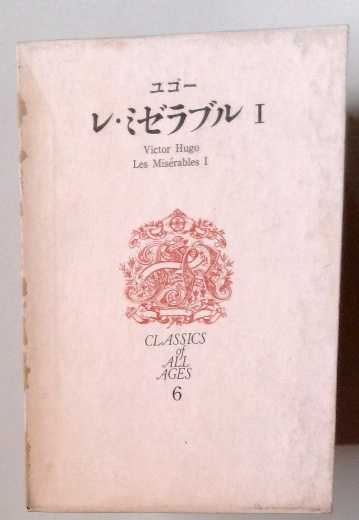 ユゴー
レ・ミゼラブル I
Victor Hugo
Les Misérables I
CLASSICS
of
ALL
AGES
6